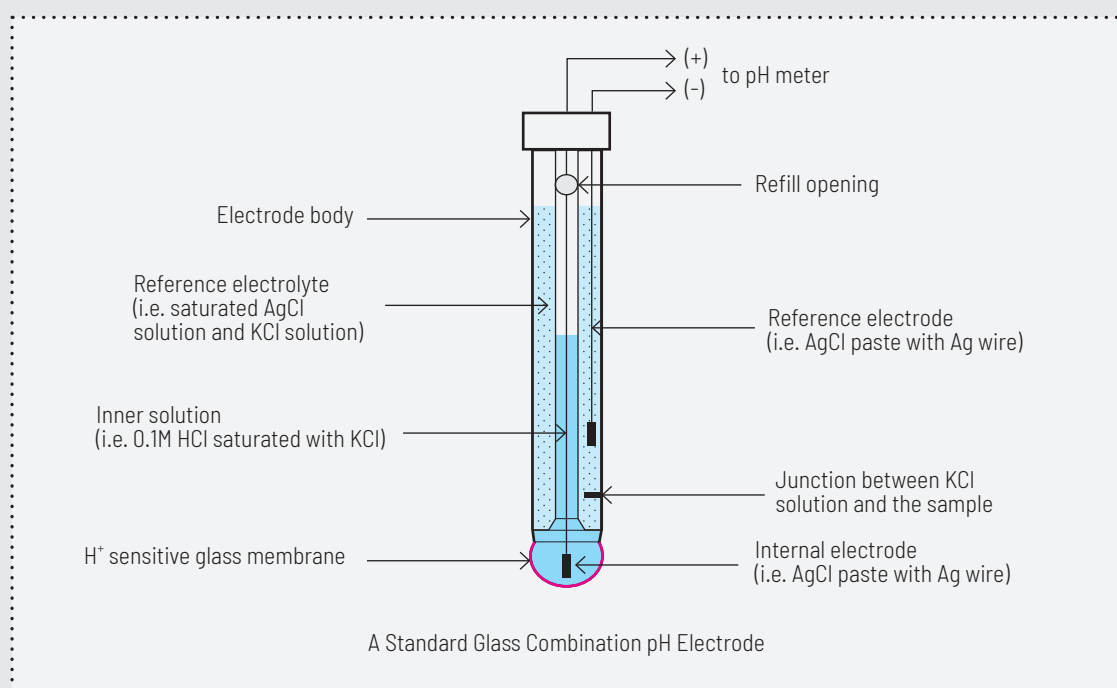 (+)
(-)
to pH meter
Refill opening
Electrode body
Reference electrolyte
(i.e. saturated AgCl
solution and KCl solution)
Reference electrode
(i.e. AgCl paste with Ag wire)
Inner solution
(i.e. 0.1M HCl saturated with KCl)
Junction between KCl
solution and the sample
H⁺ sensitive glass membrane
Internal electrode
(i.e. AgCl paste with Ag wire)
A Standard Glass Combination pH Electrode